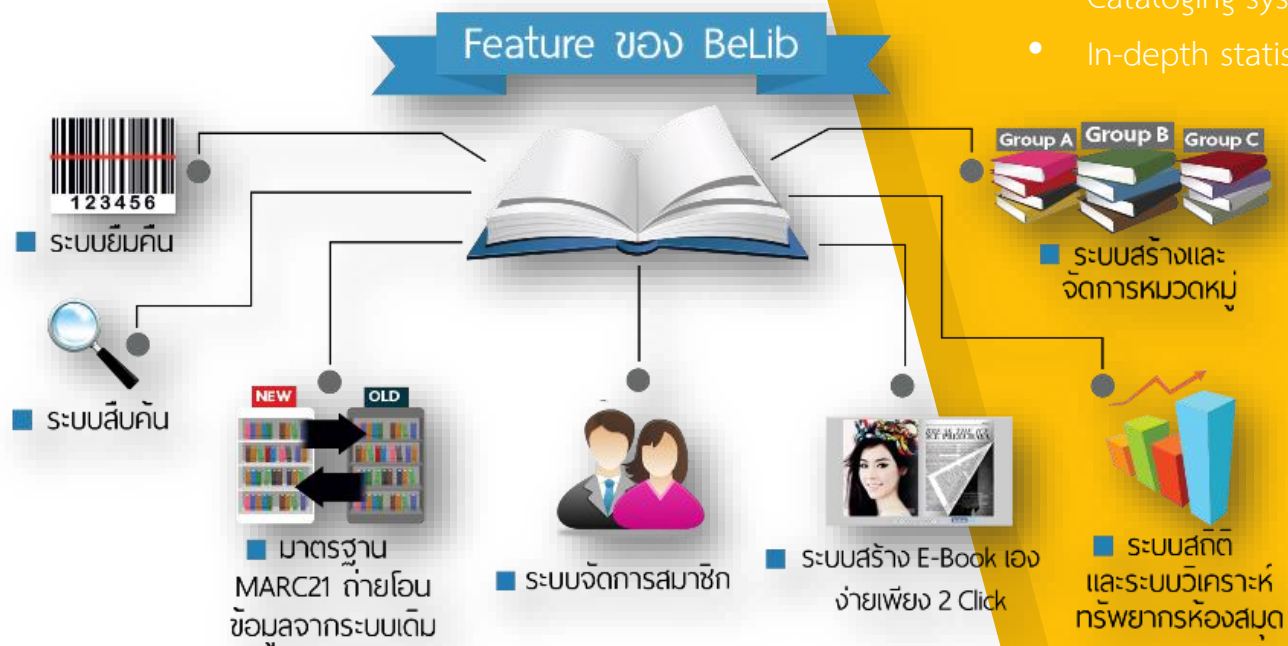 Feature ของ BeLib
In-depth
123456
ระบบยืมคืน
ระบบสืบค้น
NEW
OLD
มาตรฐาน
MARC21 ถ่ายโอน
ข้อมูลจากระบบเดิม
ระบบจัดการสมาชิก
ระบบสร้าง E-Book เอง
ง่ายเพียง 2 Click
Group A
Group B
Group C
ระบบสร้างและ
จัดการหมวดหมู่
ระบบสถิติ
และระบบวิเคราะห์
ทรัพยากรห้องสมุด